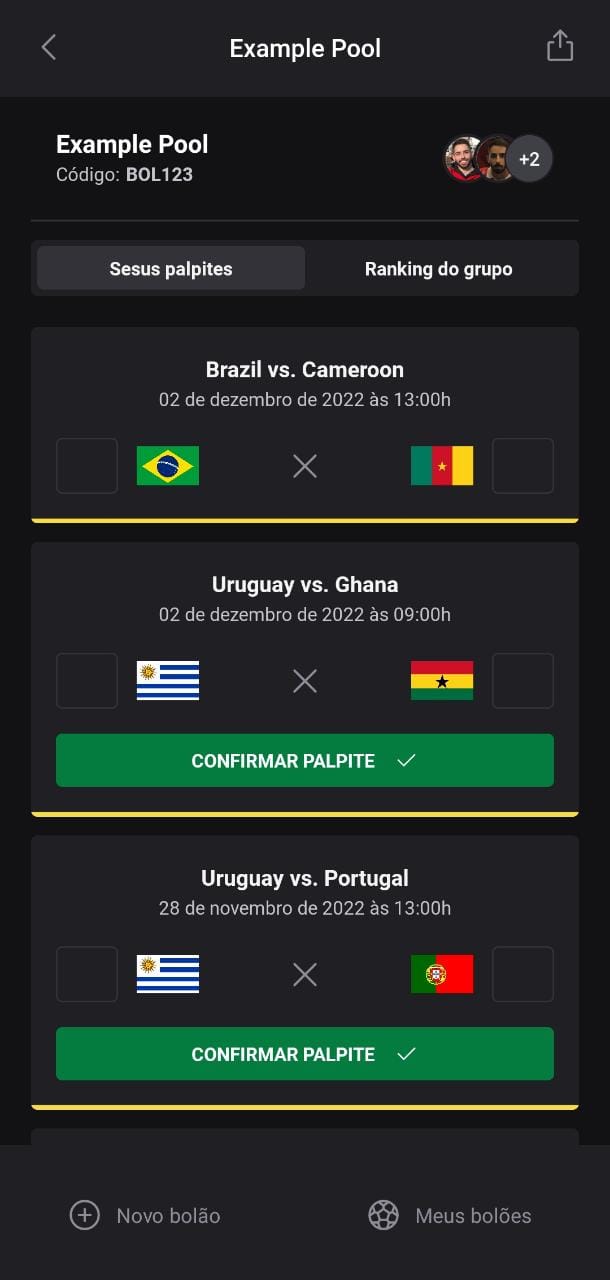 Example Pool
Example Pool
Código: BOL123
+2
Sesus palpites
Ranking do grupo
Brazil vs. Cameroon
02 de dezembro de 2022 às 13:00h
Uruguay vs. Ghana
02 de dezembro de 2022 às 09:00h
CONFIRMAR PALPITE
Uruguay vs. Portugal
28 de novembro de 2022 às 13:00h
CONFIRMAR PALPITE
Novo bolão
Meus bolões